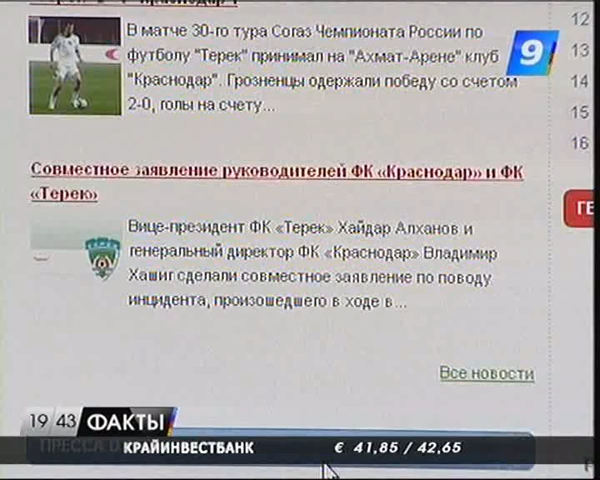 В матче 30-го тура Согаз Чемпионата России по
футболу "Терек" принимал на "Ахмат-Арене" клуб
"Краснодар". Грозненцы одержали победу со счетом
2-0, голы на счету...
9
12
13
14
15
16
Совместное заявление руководителей ФК «Краснодар» и ФК
«Терек»
Вице-президент ФК «Терек» Хайдар Алханов и
генеральный директор ФК «Краснодар» Владимир
Хашиг сделали совместное заявление по поводу
инцидента, произошедшего в ходе в...
Все новости
19 43 ФАКТЫ
КРАЙИНВЕСТБАНК € 41,85 / 42,65